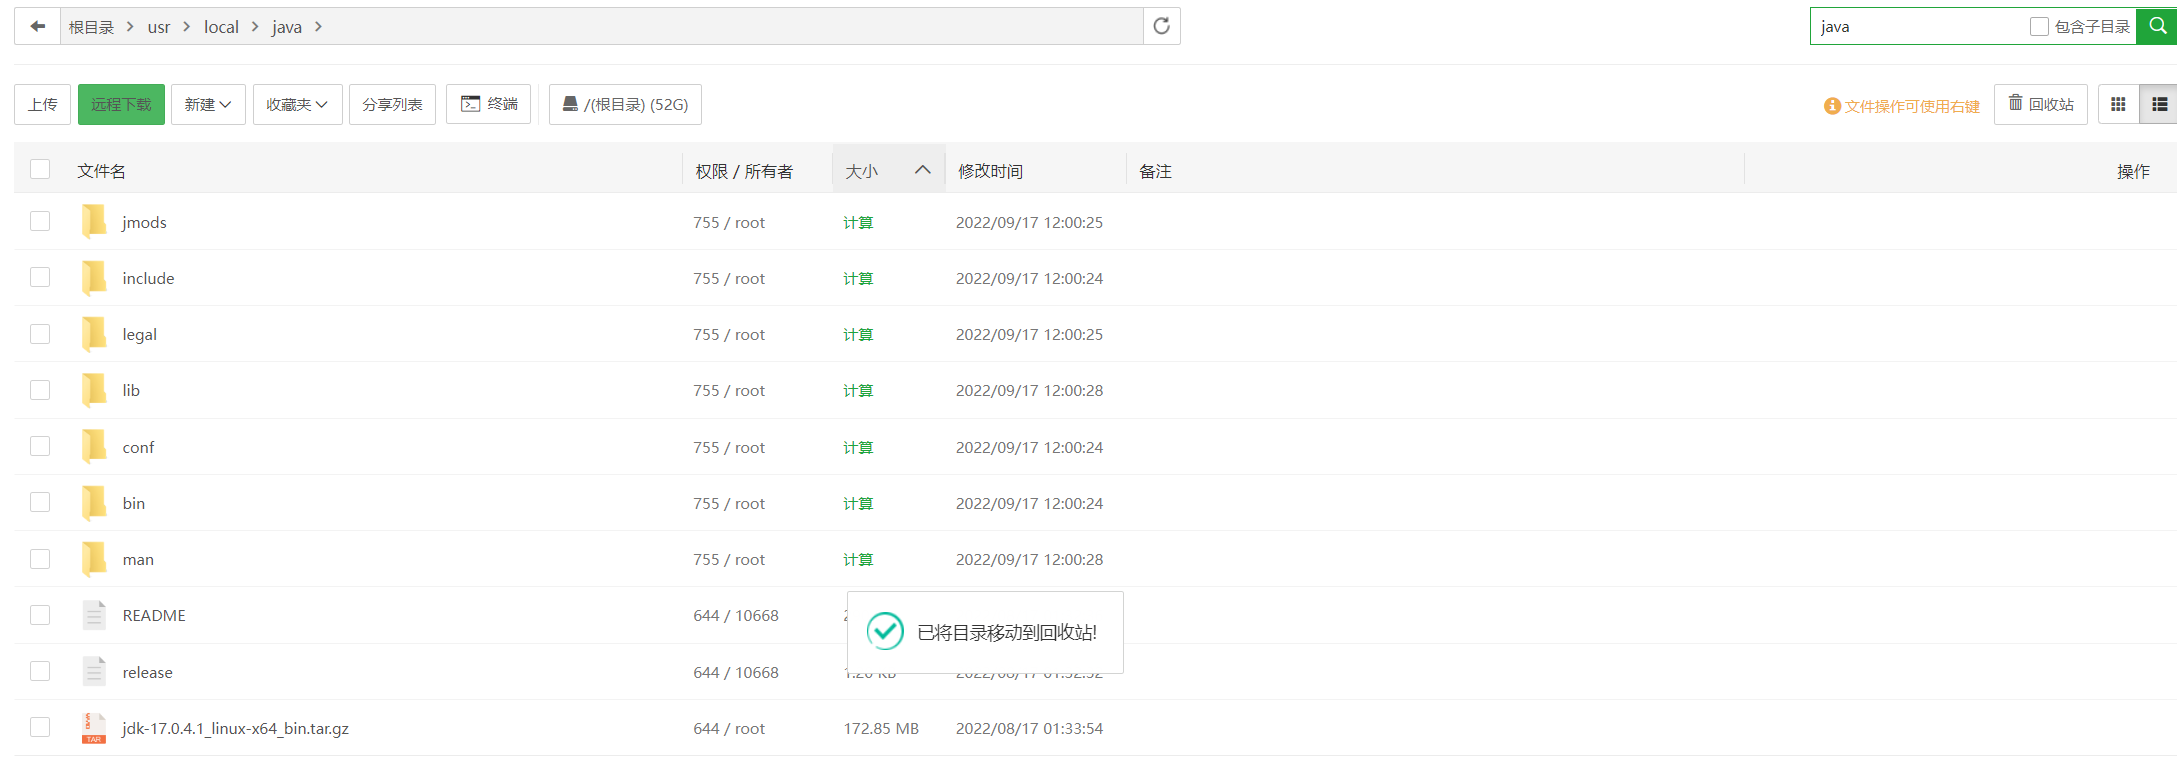 根目录 usr local java
java 包含子目录
上传 远程下载 新建 收藏夹 分享列表 终端 /(根目录) (52G) 文件操作可使用右键 回收站
文件名 权限 / 所有者 大小 修改时间 备注 操作
jmods 755 / root 计算 2022/09/17 12:00:25
include 755 / root 计算 2022/09/17 12:00:24
legal 755 / root 计算 2022/09/17 12:00:25
lib 755 / root 计算 2022/09/17 12:00:28
conf 755 / root 计算 2022/09/17 12:00:24
bin 755 / root 计算 2022/09/17 12:00:24
man 755 / root 计算 2022/09/17 12:00:28
README 644 / 10668
已将目录移动到回收站!
release 644 / 10668
jdk-17.0.4.1_linux-x64_bin.tar.gz 644 / root 172.85 MB 2022/08/17 01:33:54